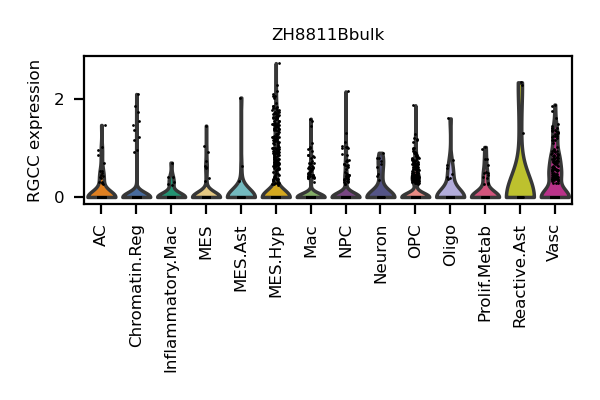 ZH8811Bbulk
RGCC expression
2
0
AC
Chromatin.Reg
Inflammatory.Mac
MES
MES.Ast
MES.Hyp
Mac
NPC
Neuron
OPC
Oligo
Prolif.Metab
Reactive.Ast
Vasc